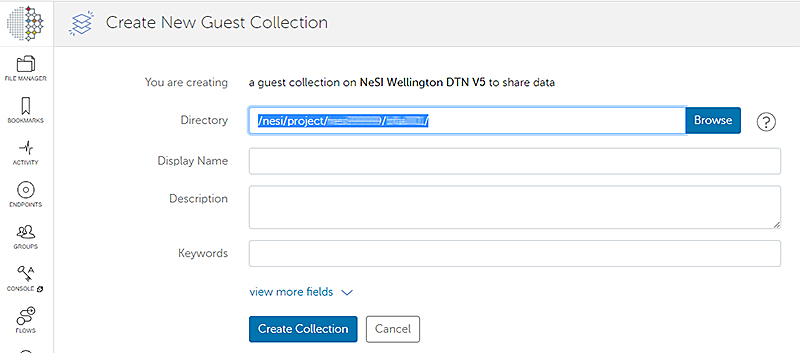 Create New Guest Collection
FILE MANAGER
BOOKMARKS
ACTIVITY
ENDPOINTS
GROUPS
CONSOLE
FLOWS
You are creating a guest collection on NeSI Wellington DTN V5 to share data
Directory /nesi/project/ / / Browse ?
Display Name
Description
Keywords
view more fields
Create Collection Cancel